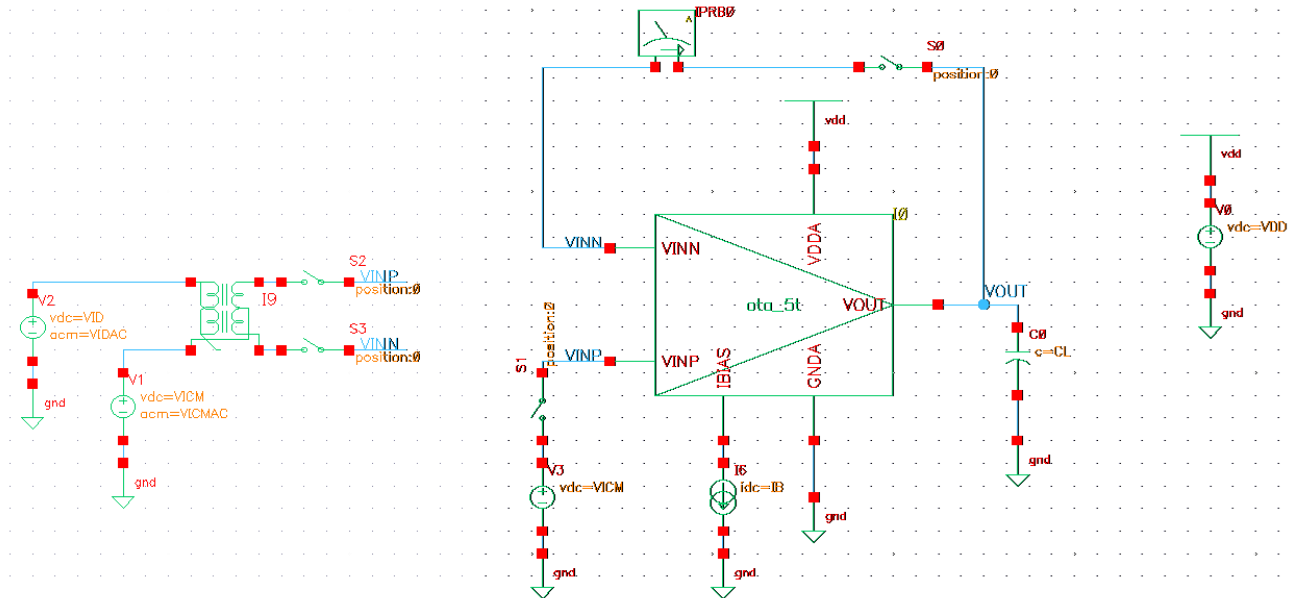 IPRB0
A
S0
position:0
vdd
vdd
V0
vdc=VDD
gnd
I0
VINN
VINN
VDDA
ota_5t
VOUT
VOUT
VINP
VINP
IBIAS
GNDA
C0
c=CL
gnd
S1
position:0
V3
vdc=VICM
gnd
I6
idc=IB
gnd
gnd
S2
VINP
position:0
I9
S3
VINN
position:0
V2
vdc=VID
acm=VIDAC
gnd
V1
vdc=VICM
acm=VICMAC
gnd